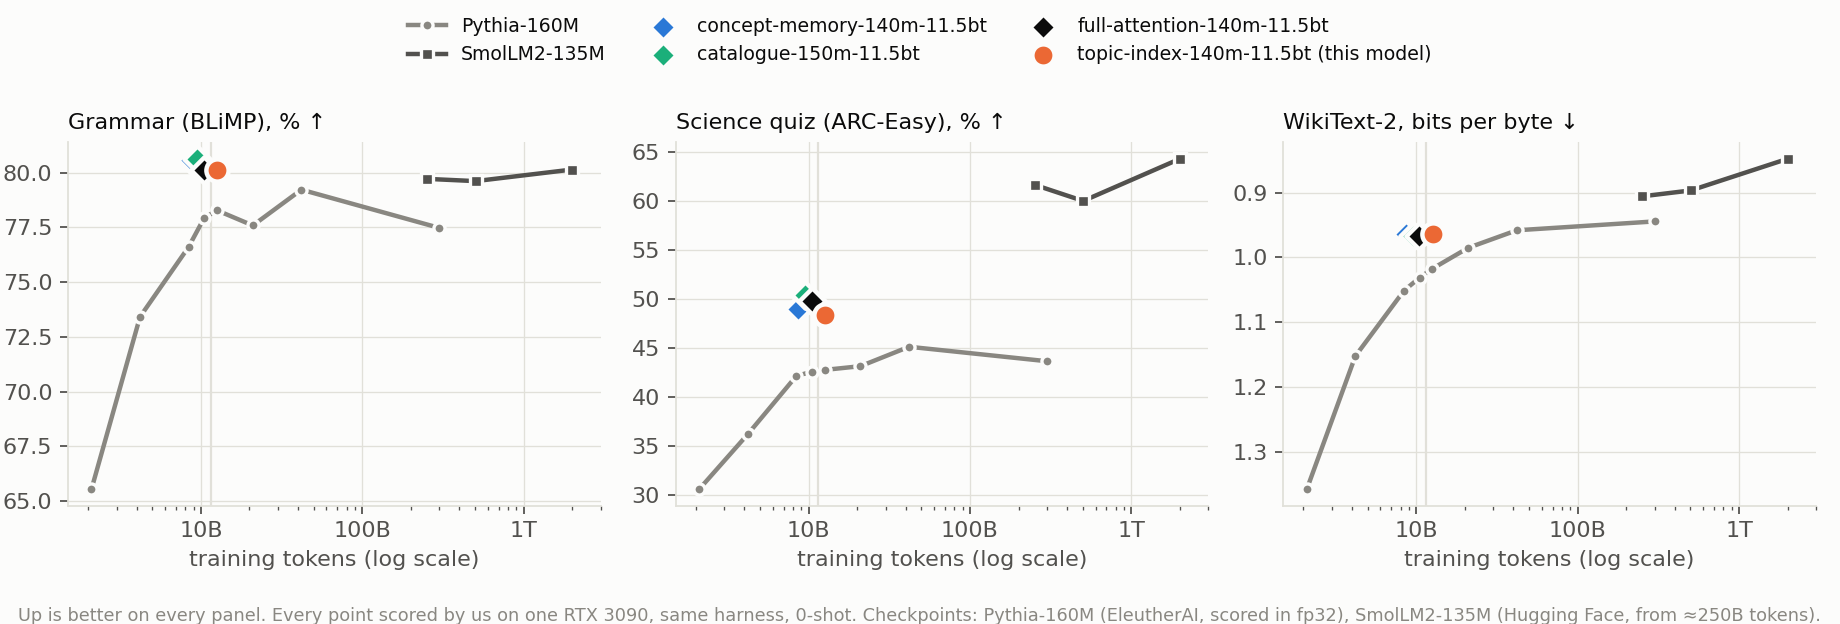 Pythia-160M
SmolLM2-135M
concept-memory-140m-11.5bt
catalogue-150m-11.5bt
full-attention-140m-11.5bt
topic-index-140m-11.5bt (this model)
Grammar (BLiMP), % ↑
80.0
77.5
75.0
72.5
70.0
67.5
65.0
10B 100B 1T
training tokens (log scale)
Science quiz (ARC-Easy), % ↑
65
60
55
50
45
40
35
30
10B 100B 1T
training tokens (log scale)
WikiText-2, bits per byte ↓
0.9
1.0
1.1
1.2
1.3
10B 100B 1T
training tokens (log scale)
Up is better on every panel. Every point scored by us on one RTX 3090, same harness, 0-shot. Checkpoints: Pythia-160M (EleutherAI, scored in fp32), SmolLM2-135M (Hugging Face, from ≈250B tokens).